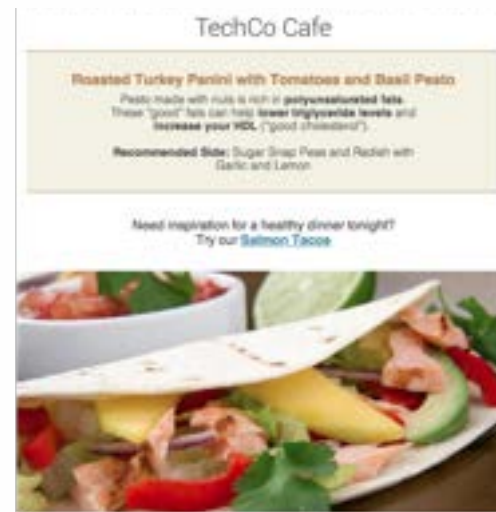 TechCo Cafe
Roasted Turkey Panini with Tomatoes and Basil Pesto
Pesto made with nuts is rich in polyunsaturated fats.
These "good" fats can help lower triglyceride levels and
increase your HDL ("good cholesterol").
Recommended Side: Sugar Snap Peas and Radish with
Garlic and Lemon
Need inspiration for a healthy dinner tonight?
Try our Salmon Tacos